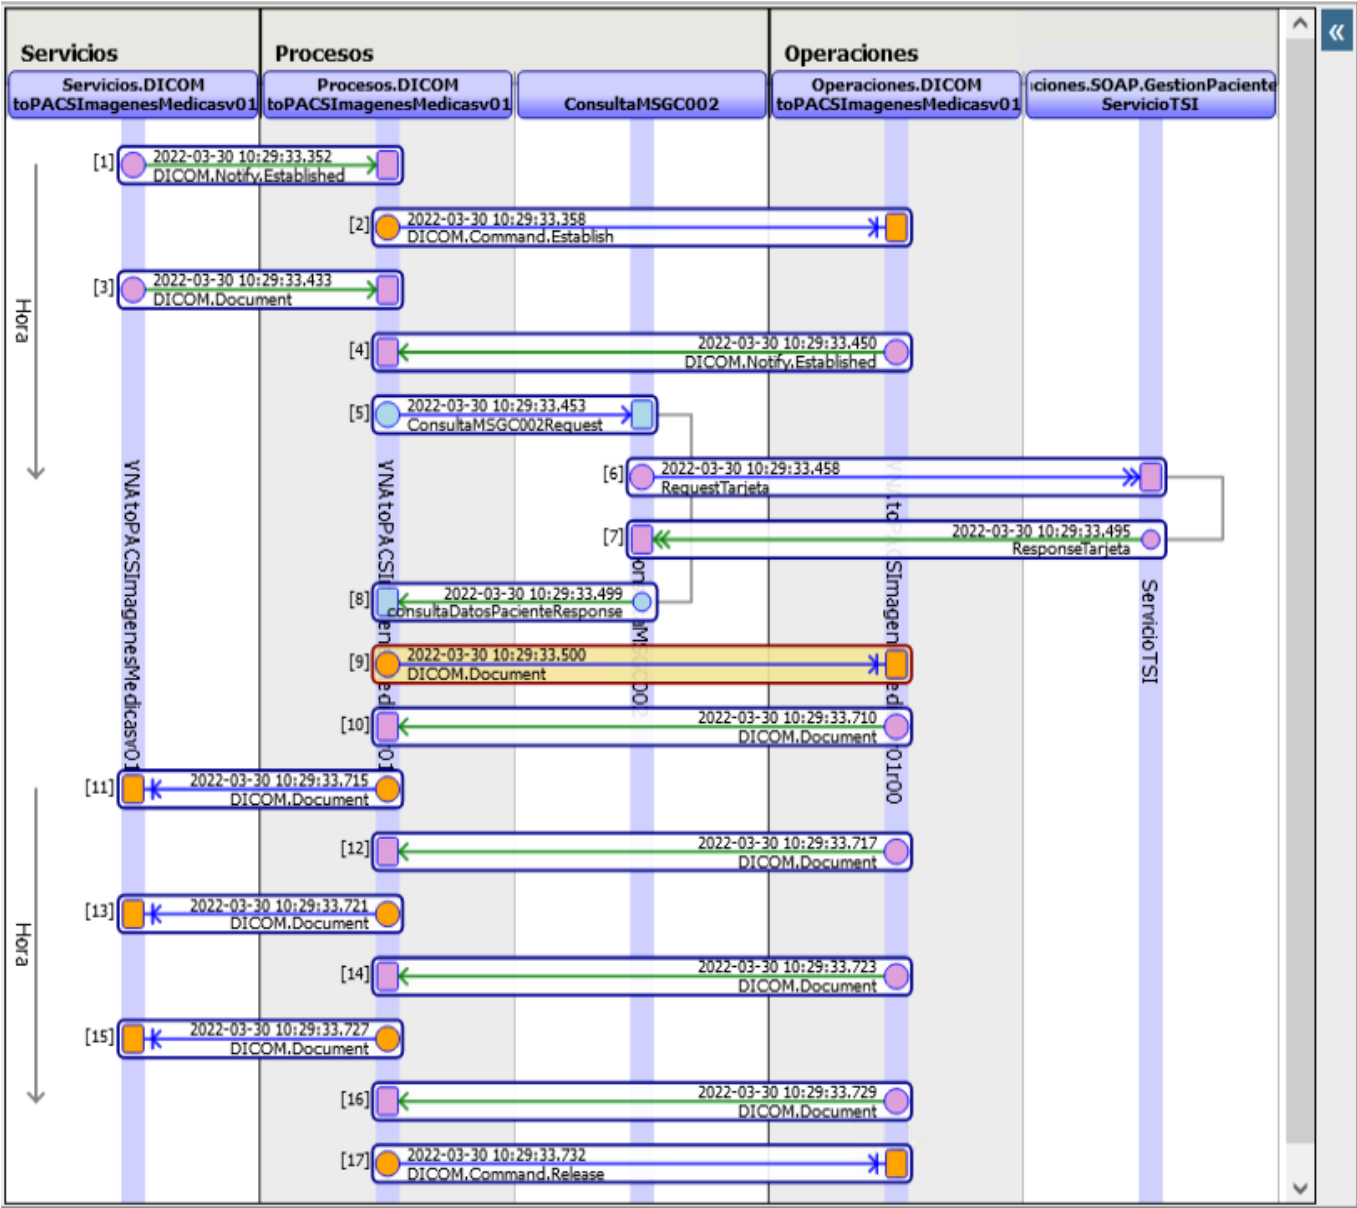 Servicios
Procesos
Operaciones
Servicios.DICOM
toPACSImagenesMedicasv01
Procesos.DICOM
toPACSImagenesMedicasv01
ConsultaMSGC002
Operaciones.DICOM
toPACSImagenesMedicasv01
ciones.SOAP.GestionPaciente
ServicioTSI
[1]
2022-03-30 10:29:33.352
DICOM.Notify.Established
[2]
2022-03-30 10:29:33.358
DICOM.Command.Establish
[3]
2022-03-30 10:29:33.433
DICOM.Document
Hora
[4]
2022-03-30 10:29:33.450
DICOM.Notify.Established
[5]
2022-03-30 10:29:33.453
ConsultaMSGC002Request
[6]
2022-03-30 10:29:33.458
RequestTarjeta
[7]
2022-03-30 10:29:33.495
ResponseTarjeta
VNAtoPACSImagenesMedicasv01
ServicioTSI
[8]
2022-03-30 10:29:33.499
consultaDatosPacienteResponse
[9]
2022-03-30 10:29:33.500
DICOM.Document
[10]
2022-03-30 10:29:33.710
DICOM.Document
[11]
2022-03-30 10:29:33.715
DICOM.Document
[12]
2022-03-30 10:29:33.717
DICOM.Document
[13]
2022-03-30 10:29:33.721
DICOM.Document
Hora
[14]
2022-03-30 10:29:33.723
DICOM.Document
[15]
2022-03-30 10:29:33.727
DICOM.Document
[16]
2022-03-30 10:29:33.729
DICOM.Document
[17]
2022-03-30 10:29:33.732
DICOM.Command.Release